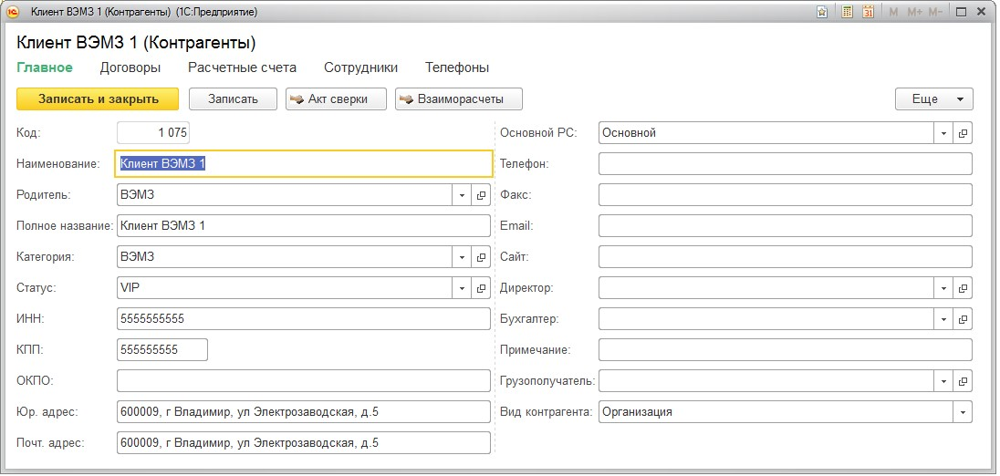 Клиент ВЭМЗ 1 (Контрагенты) (1С:Предприятие)
M M+ M-
Клиент ВЭМЗ 1 (Контрагенты)
Главное Договоры Расчетные счета Сотрудники Телефоны
Записать и закрыть Записать Акт сверки Взаиморасчеты Еще
Код: 1 075 Основной РС: Основной
Наименование: Клиент ВЭМЗ 1 Телефон:
Родитель: ВЭМЗ Факс:
Полное название: Клиент ВЭМЗ 1 Email:
Категория: ВЭМЗ Сайт:
Статус: VIP Директор:
ИНН: 5555555555 Бухгалтер:
КПП: 555555555 Примечание:
ОКПО: Грузополучатель:
Юр. адрес: 600009, г Владимир, ул Электрозаводская, д.5 Вид контрагента: Организация
Почт. адрес: 600009, г Владимир, ул Электрозаводская, д.5